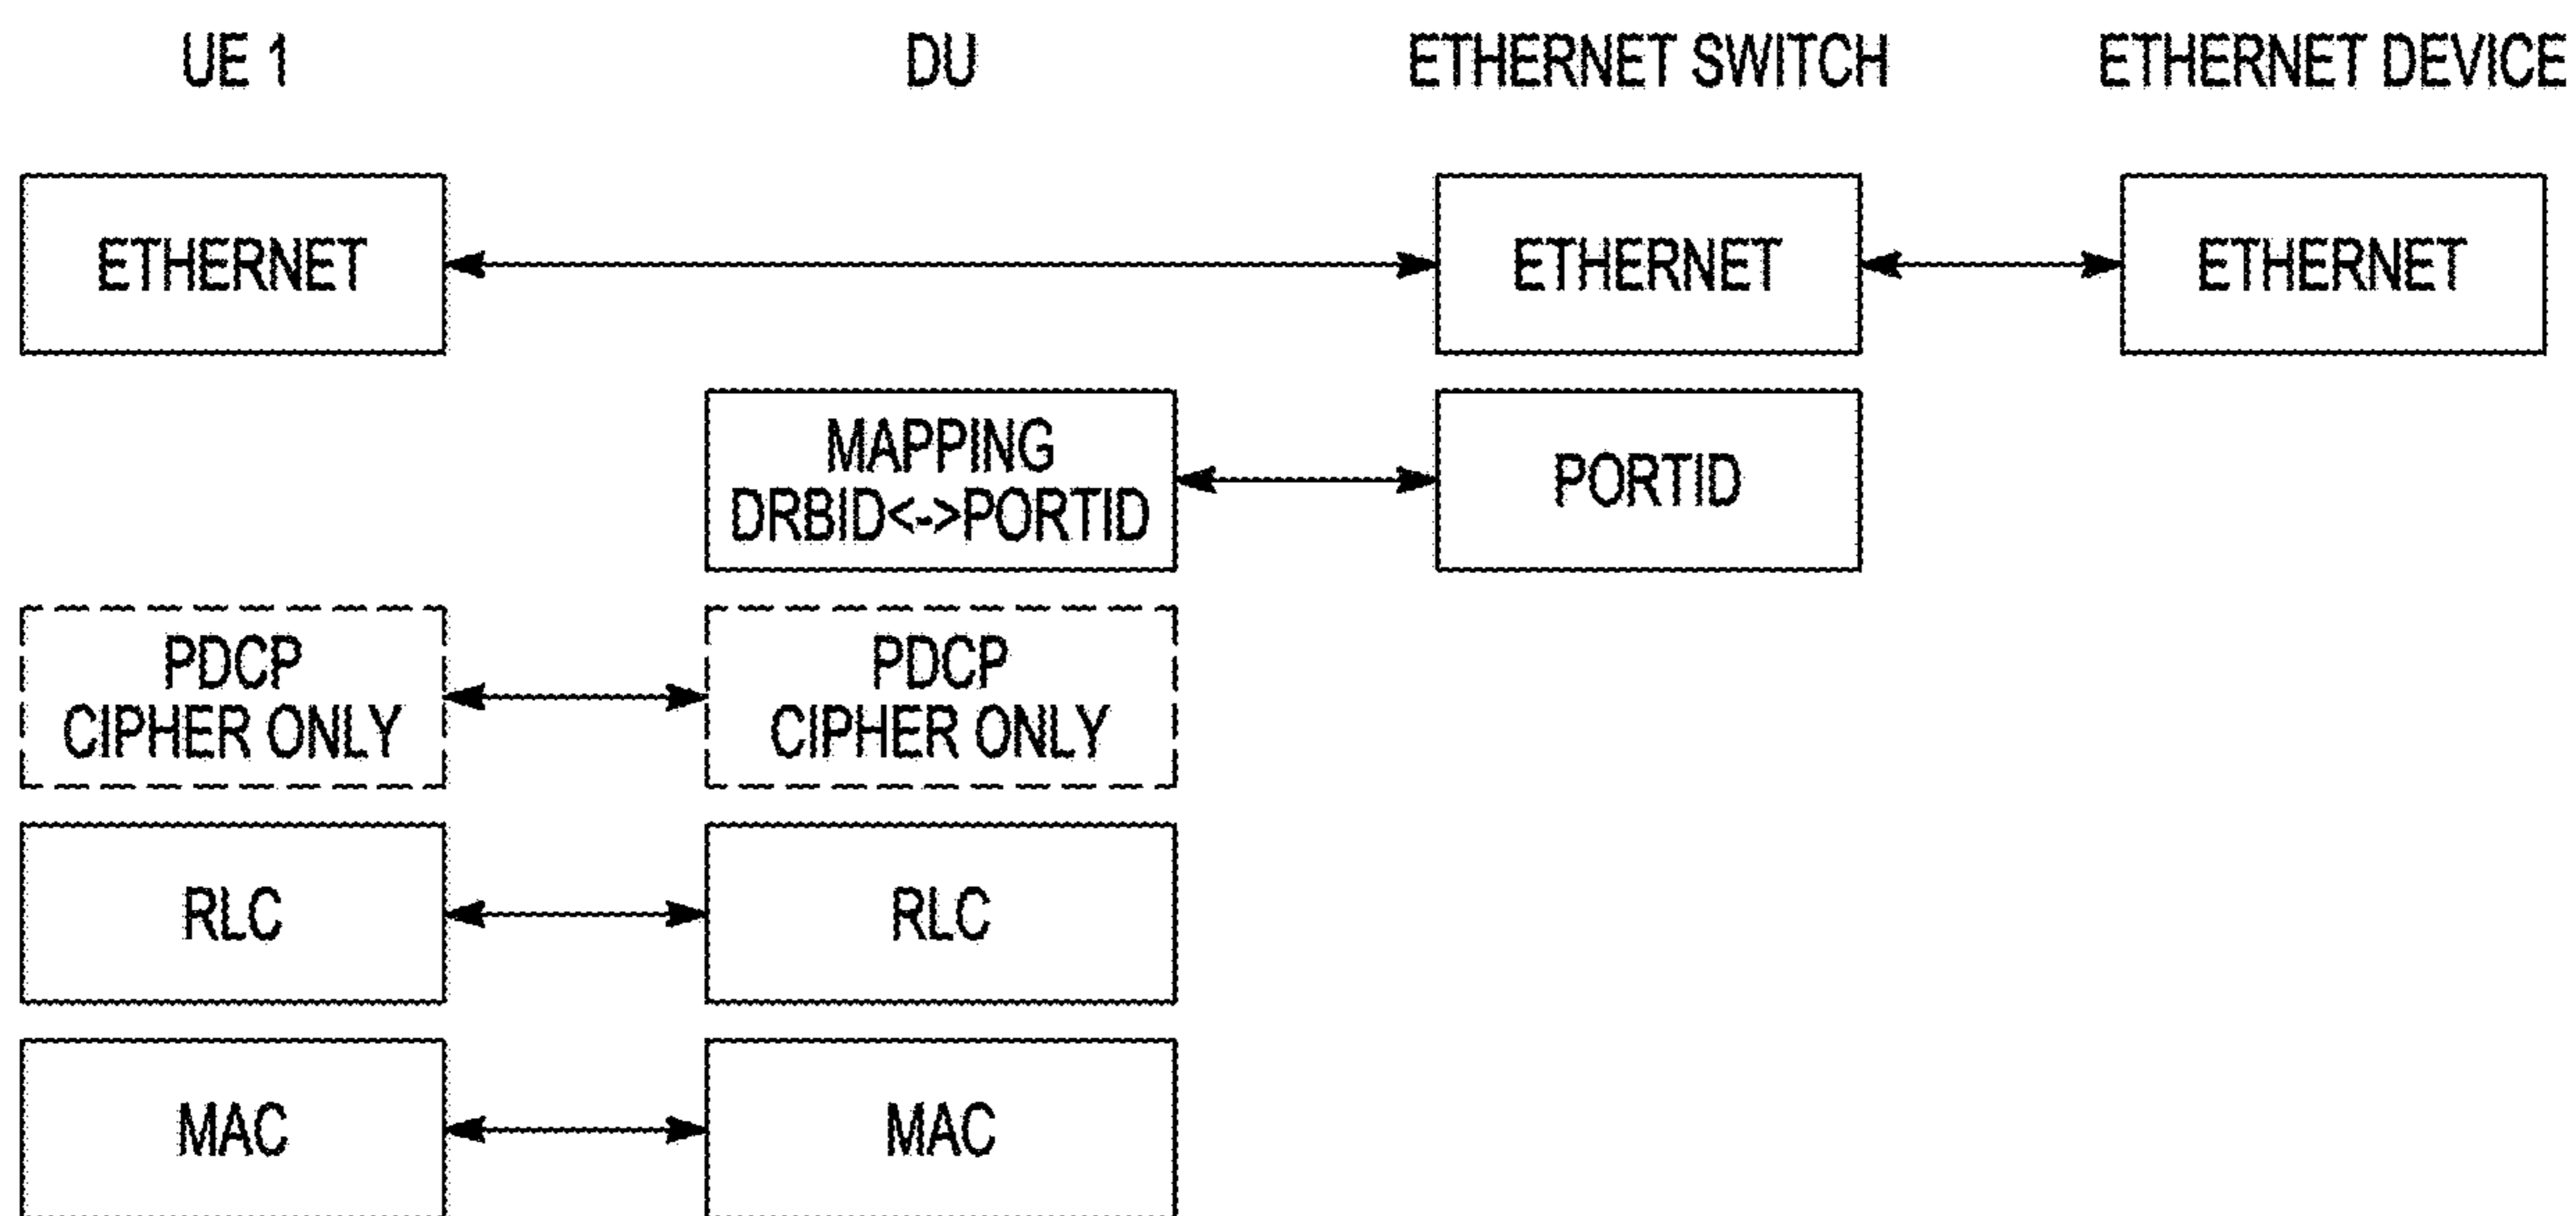 UE 1
DU
ETHERNET SWITCH
ETHERNET DEVICE
ETHERNET
ETHERNET
ETHERNET
MAPPING
DRBID<->PORTID
PORTID
PDCP
CIPHER ONLY
PDCP
CIPHER ONLY
RLC
RLC
MAC
MAC